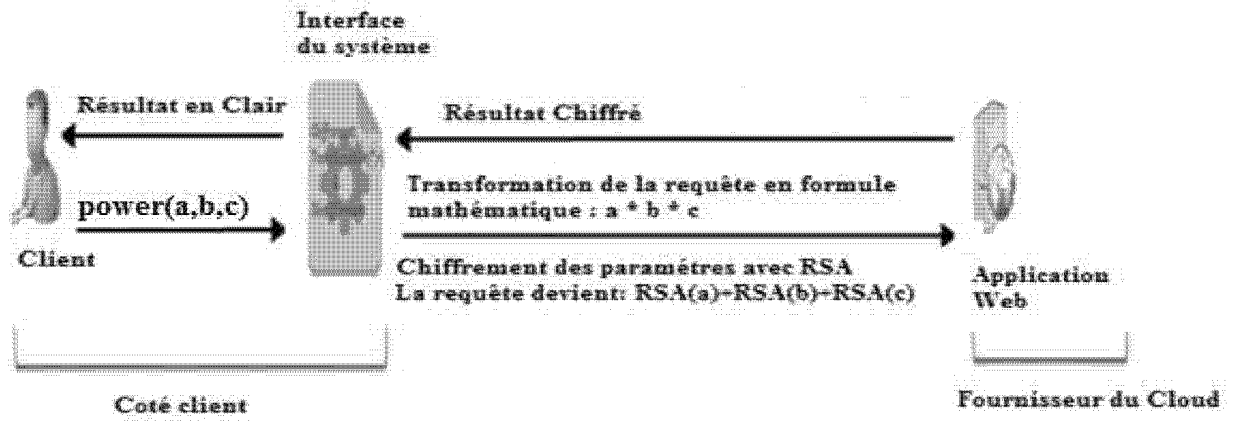 Interface
du système
Résultat en Clair
Résultat Chiffré
Transformation de la requête en formule
mathématique : a * b * c
power(a,b,c)
Client
Chiffrement des paramétres avec RSA
La requête devient: RSA(a)*RSA(b)*RSA(c)
Application
Web
Coté client
Fournisseur du Cloud